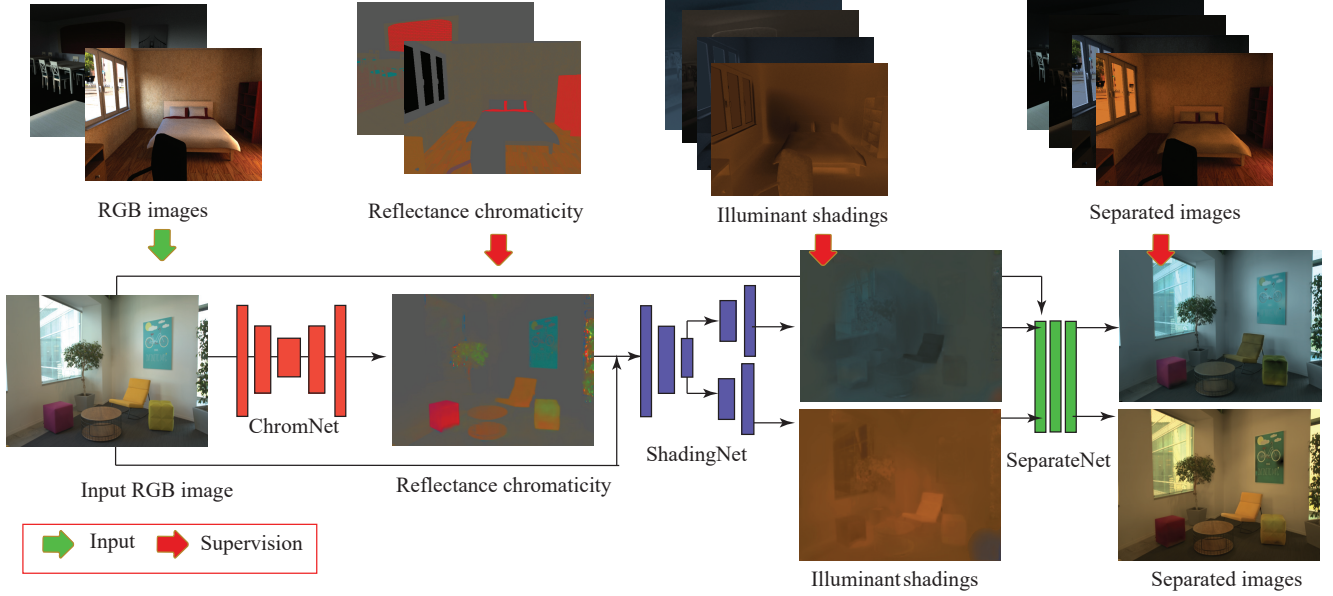 RGB images
Reflectance chromaticity
Illuminant shadings
Separated images
ChromNet
ShadingNet
SeparateNet
Input RGB image
Reflectance chromaticity
Illuminant shadings
Separated images
Input
Supervision